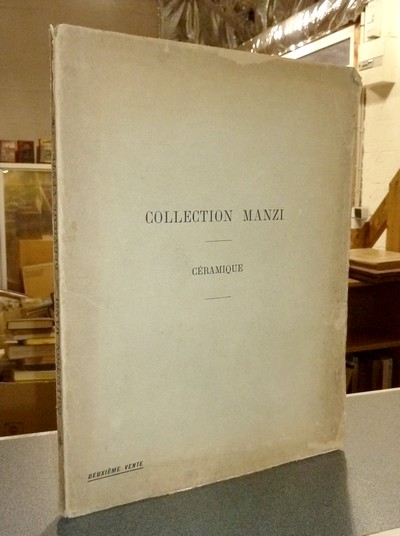 COLLECTION MANZI
CÉRAMIQUE
DEUXIÈME VENTE